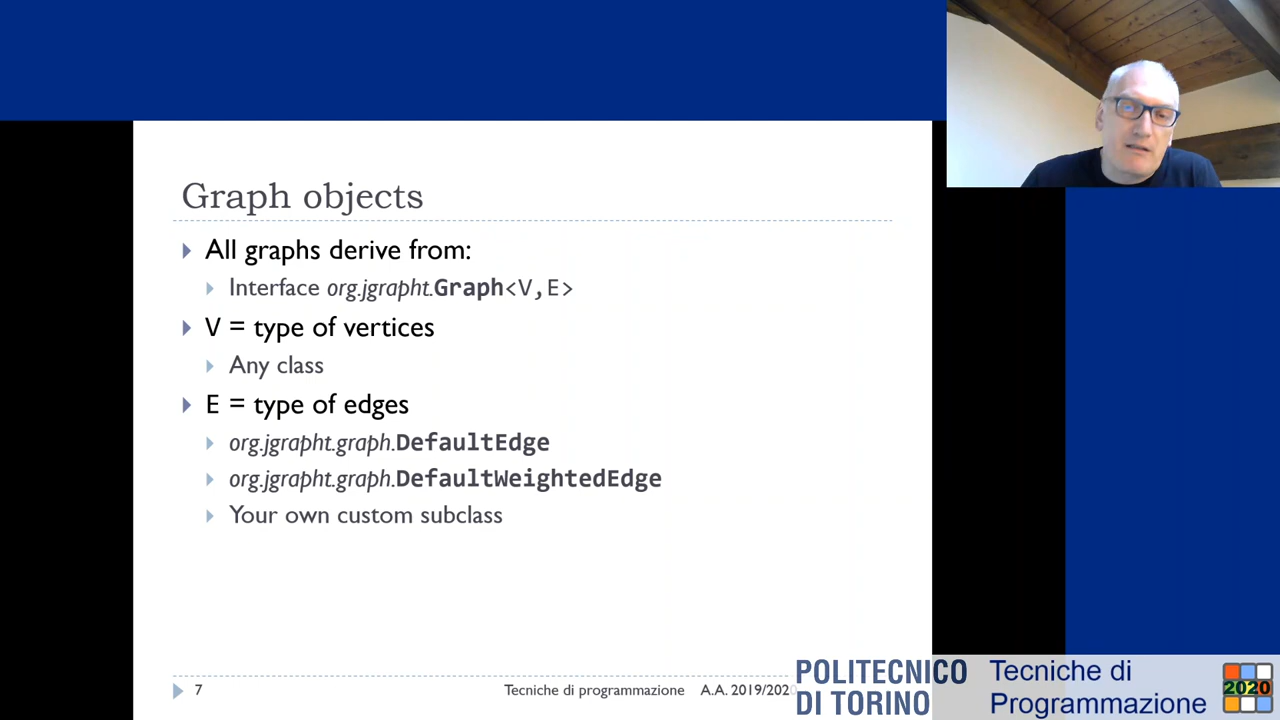 Graph objects
All graphs derive from:
Interface org.jgrapht.Graph<V,E>
V = type of vertices
Any class
E = type of edges
org.jgrapht.graph.DefaultEdge
org.jgrapht.graph.DefaultWeightedEdge
Your own custom subclass
7
Tecniche di programmazione A.A. 2019/2020
POLITECNICO
DI TORINO
Tecniche di
Programmazione
2020